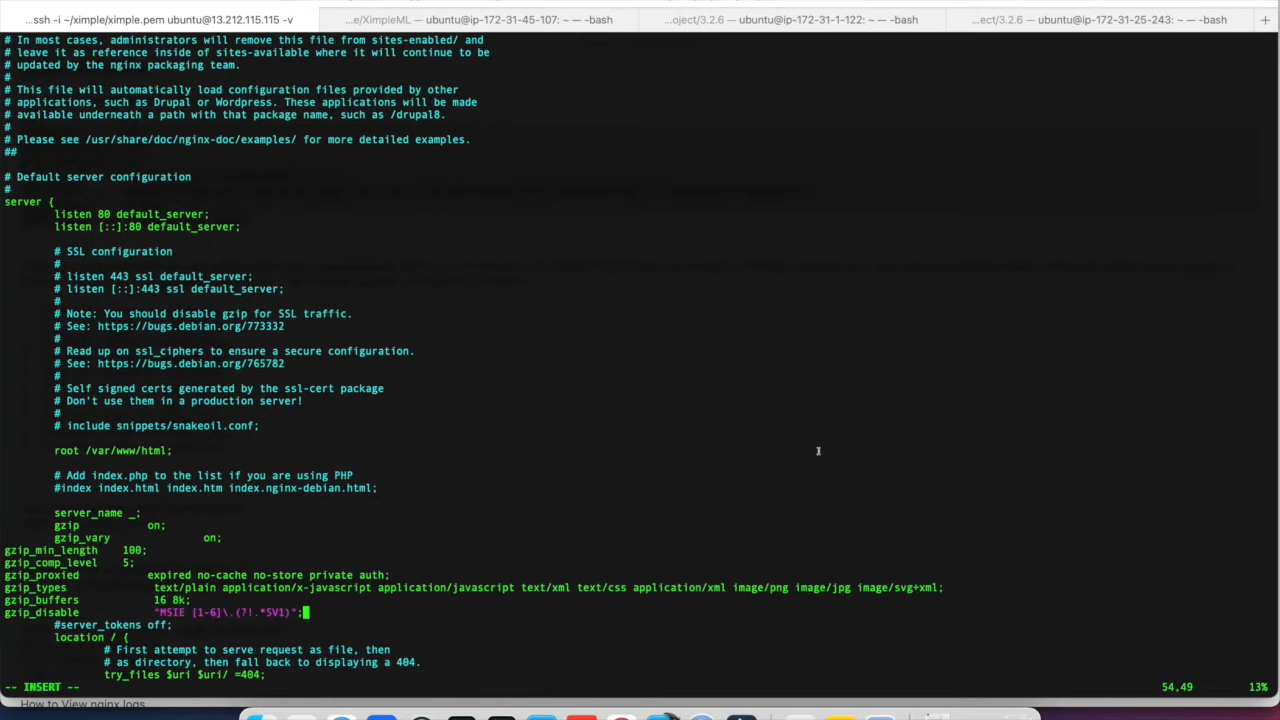 ...ssh -i ~/ximple/ximple.pem ubuntu@13.212.115.115 -v
...e/XimpleML — ubuntu@ip-172-31-45-107: ~ — -bash
...oject/3.2.6 — ubuntu@ip-172-31-1-122: ~ — -bash
...ect/3.2.6 — ubuntu@ip-172-31-25-243: ~ — -bash
+
# In most cases, administrators will remove this file from sites-enabled/ and
# leave it as reference inside of sites-available where it will continue to be
# updated by the nginx packaging team.
#
# This file will automatically load configuration files provided by other
# applications, such as Drupal or Wordpress. These applications will be made
# available underneath a path with that package name, such as /drupal8.
#
# Please see /usr/share/doc/nginx-doc/examples/ for more detailed examples.
##
# Default server configuration
#
server {
listen 80 default_server;
listen [::]:80 default_server;
# SSL configuration
#
# listen 443 ssl default_server;
# listen [::]:443 ssl default_server;
#
# Note: You should disable gzip for SSL traffic.
# See: https://bugs.debian.org/773332
#
# Read up on ssl_ciphers to ensure a secure configuration.
# See: https://bugs.debian.org/765782
#
# Self signed certs generated by the ssl-cert package
# Don't use them in a production server!
#
# include snippets/snakeoil.conf;
root /var/www/html;
# Add index.php to the list if you are using PHP
#index index.html index.htm index.nginx-debian.html;
server_name _;
gzip on;
gzip_vary on;
gzip_min_length 100;
gzip_comp_level 5;
gzip_proxied expired no-cache no-store private auth;
gzip_types text/plain application/x-javascript application/javascript text/xml text/css application/xml image/png image/jpg image/svg+xml;
gzip_buffers 16 8k;
gzip_disable "MSIE [1-6]\.(?!.*SV1)";
#server_tokens off;
location / {
# First attempt to serve request as file, then
# as directory, then fall back to displaying a 404.
try_files $uri $uri/ =404;
-- INSERT -- 54,49 13%
How to View nginx logs